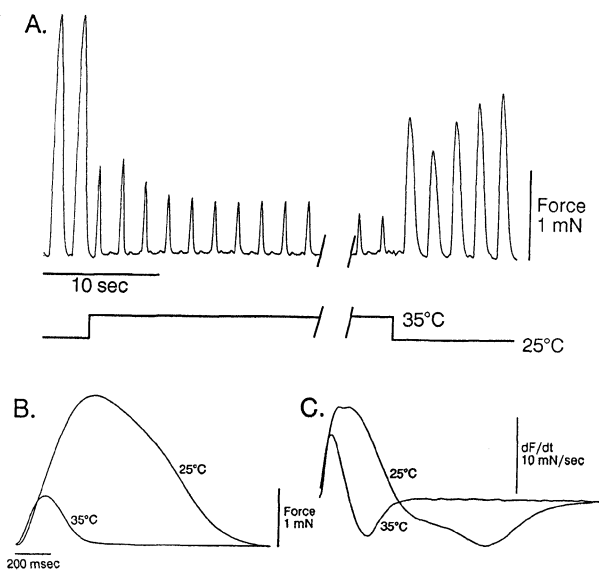 A.
Force
1 mN
10 sec
35°C
25°C
B.
25°C
35°C
Force
1 mN
200 msec
C.
dF/dt
10 mN/sec
25°C
35°C